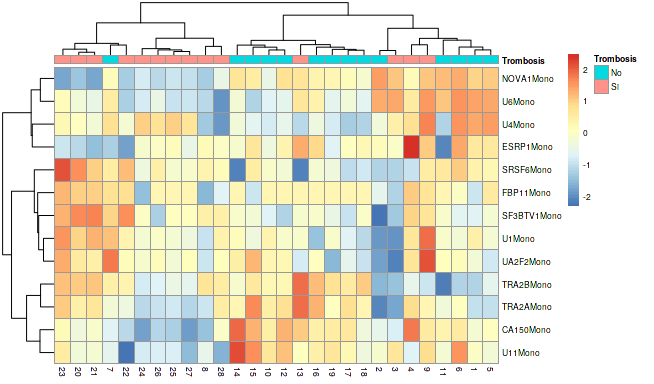 Trombosis
NOVA1Mono
U6Mono
U4Mono
ESRP1Mono
SRSF6Mono
FBP11Mono
SF3BTV1Mono
U1Mono
UA2F2Mono
TRA2BMono
TRA2AMono
CA150Mono
U11Mono
23 20 21 7 22 24 26 25 27 8 28 14 15 10 12 13 16 19 17 18 2 3 4 9 11 6 1 5
2
1
0
-1
-2
Trombosis
No
SI